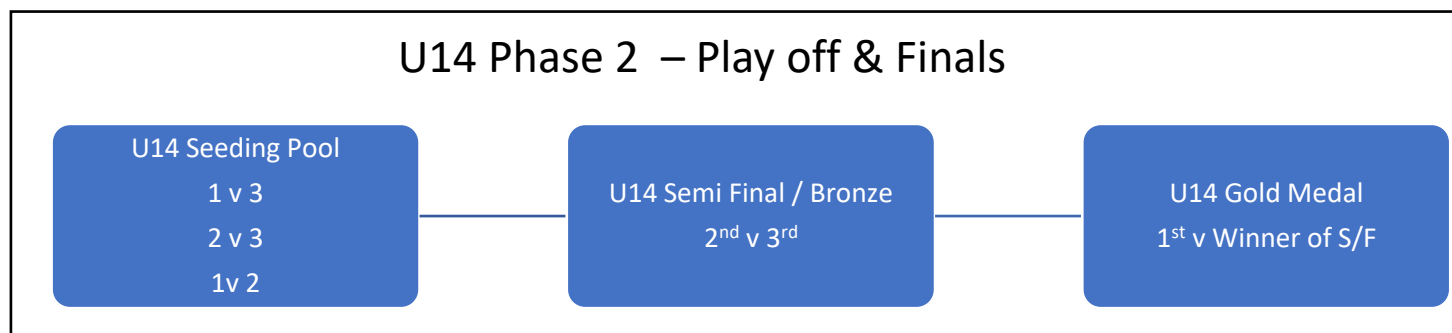 U14 Phase 2 – Play off & Finals
U14 Seeding Pool
1 v 3
2 v 3
1v 2
U14 Semi Final / Bronze
2nd v 3rd
U14 Gold Medal
1st v Winner of S/F